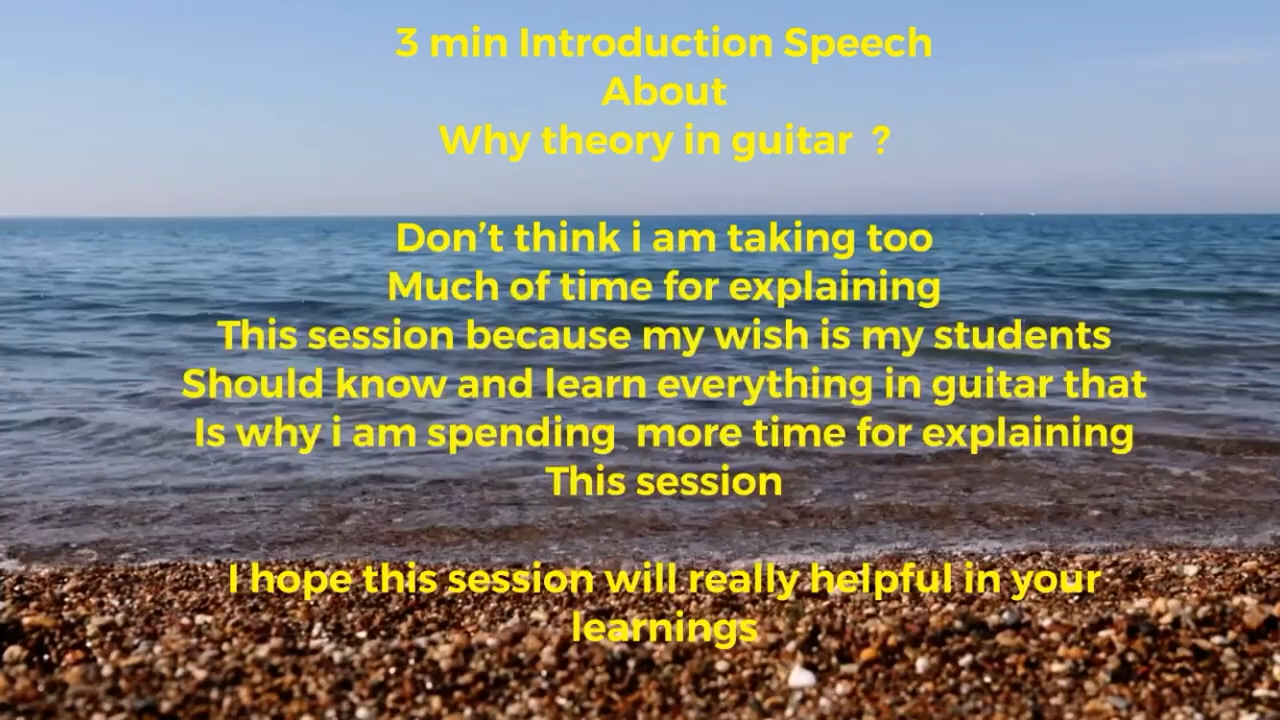 3 min Introduction Speech
About
Why theory in guitar ?
Don’t think i am taking too
Much of time for explaining
This session because my wish is my students
Should know and learn everything in guitar that
Is why i am spending more time for explaining
This session
I hope this session will really helpful in your
learnings